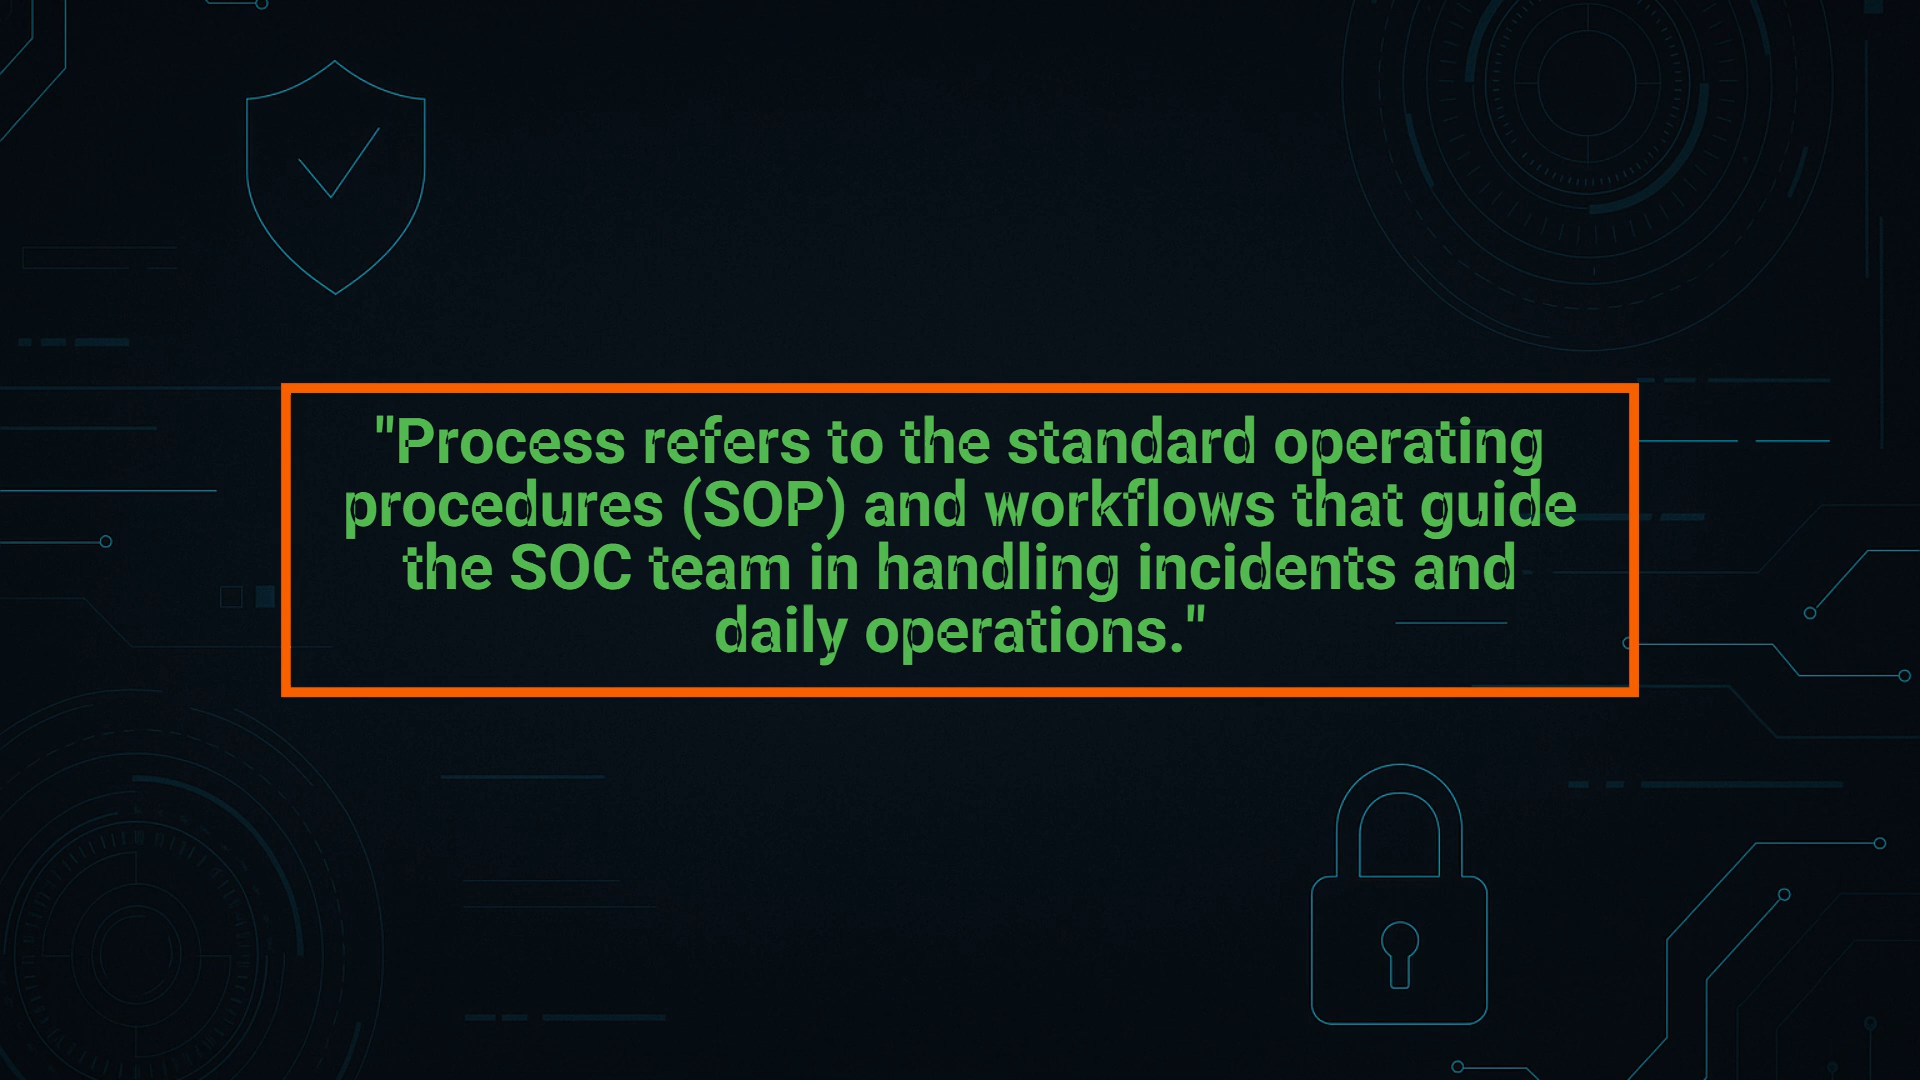 "Process refers to the standard operating
procedures (SOP) and workflows that guide
the SOC team in handling incidents and
daily operations."